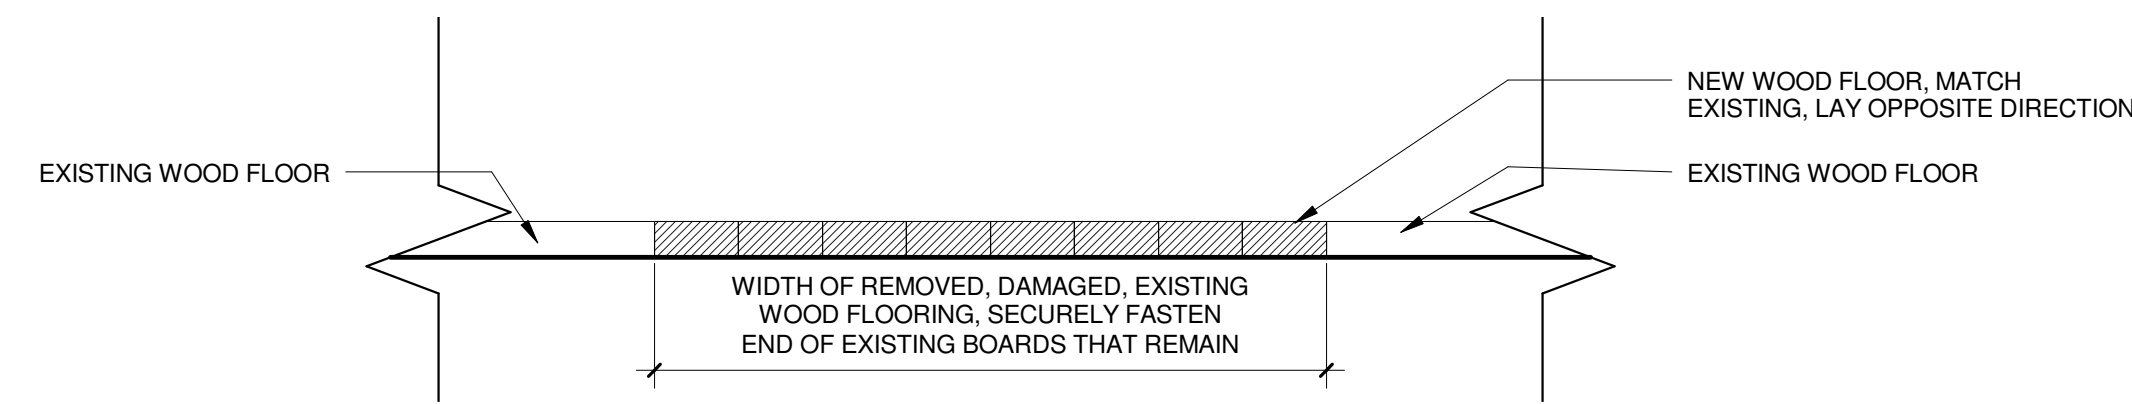 NEW WOOD FLOOR, MATCH
EXISTING, LAY OPPOSITE DIRECTION
EXISTING WOOD FLOOR
EXISTING WOOD FLOOR
WIDTH OF REMOVED, DAMAGED, EXISTING
WOOD FLOORING, SECURELY FASTEN
END OF EXISTING BOARDS THAT REMAIN